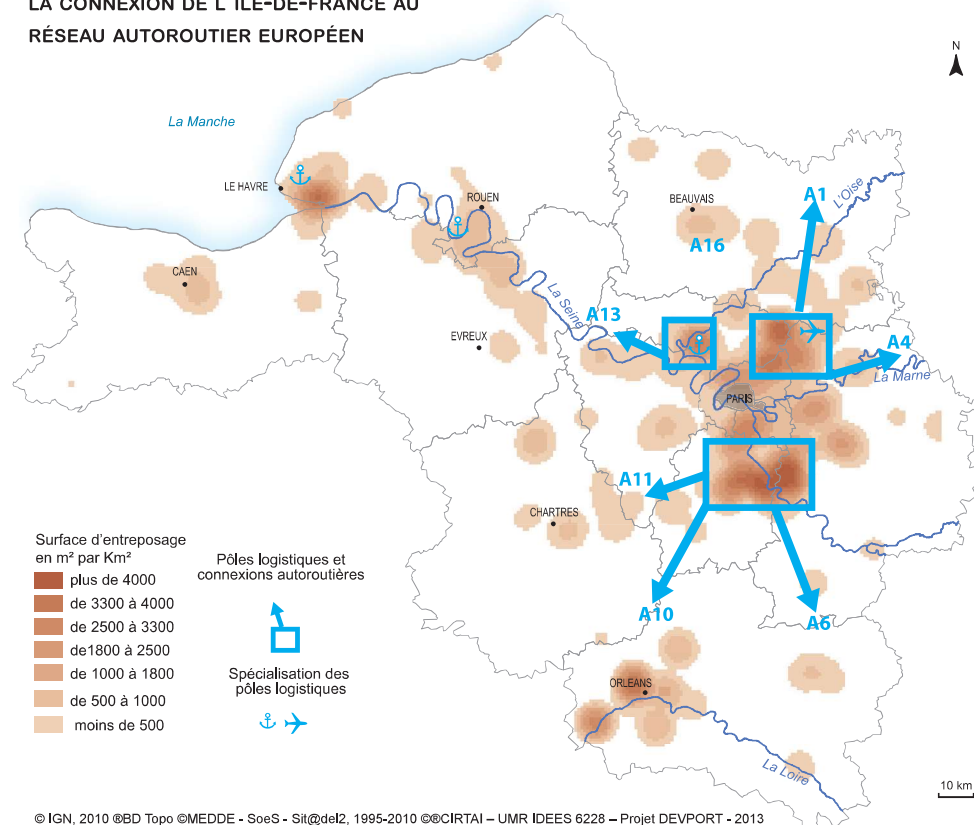 LA CONNEXION DE L'ÎLE-DE-FRANCE AU
RÉSEAU AUTOROUTIER EUROPÉEN
N
La Manche
LE HAVRE
ROUEN
BEAUVAIS
A1
L'Oise
A16
CAEN
La Seine
A13
EVREUX
A4
La Marne
PARIS
A11
CHARTRES
A10
A6
ORLEANS
La Loire
Surface d'entreposage
en m² par Km²
plus de 4000
de 3300 à 4000
de 2500 à 3300
de1800 à 2500
de 1000 à 1800
de 500 à 1000
moins de 500
Pôles logistiques et
connexions autoroutières
Spécialisation des
pôles logistiques
10 km
© IGN, 2010 ®BD Topo ©MEDDE - SoeS - Sit@del2, 1995-2010 ©®CIRTAI – UMR IDEES 6228 – Projet DEVPORT - 2013